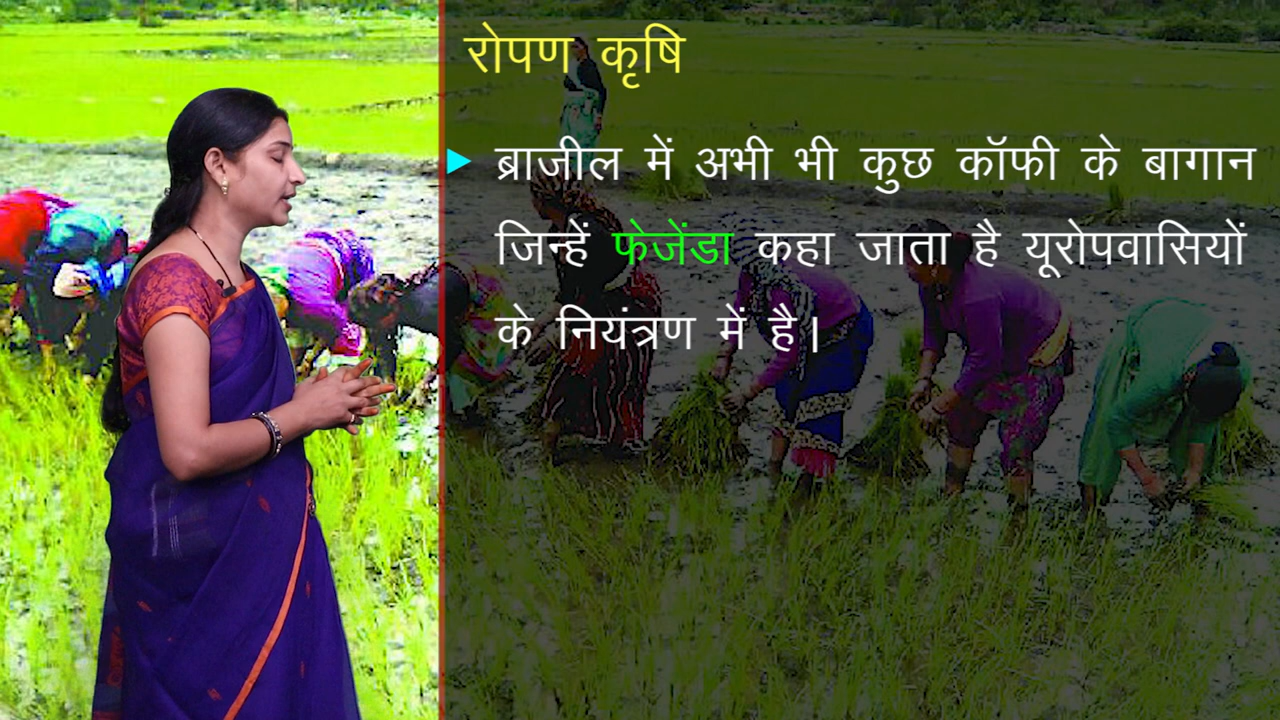 रोपण कृषि
ब्राजील में अभी भी कुछ कॉफी के बागान
जिन्हें फेजेंडा कहा जाता है यूरोपवासियों
के नियंत्रण में है।